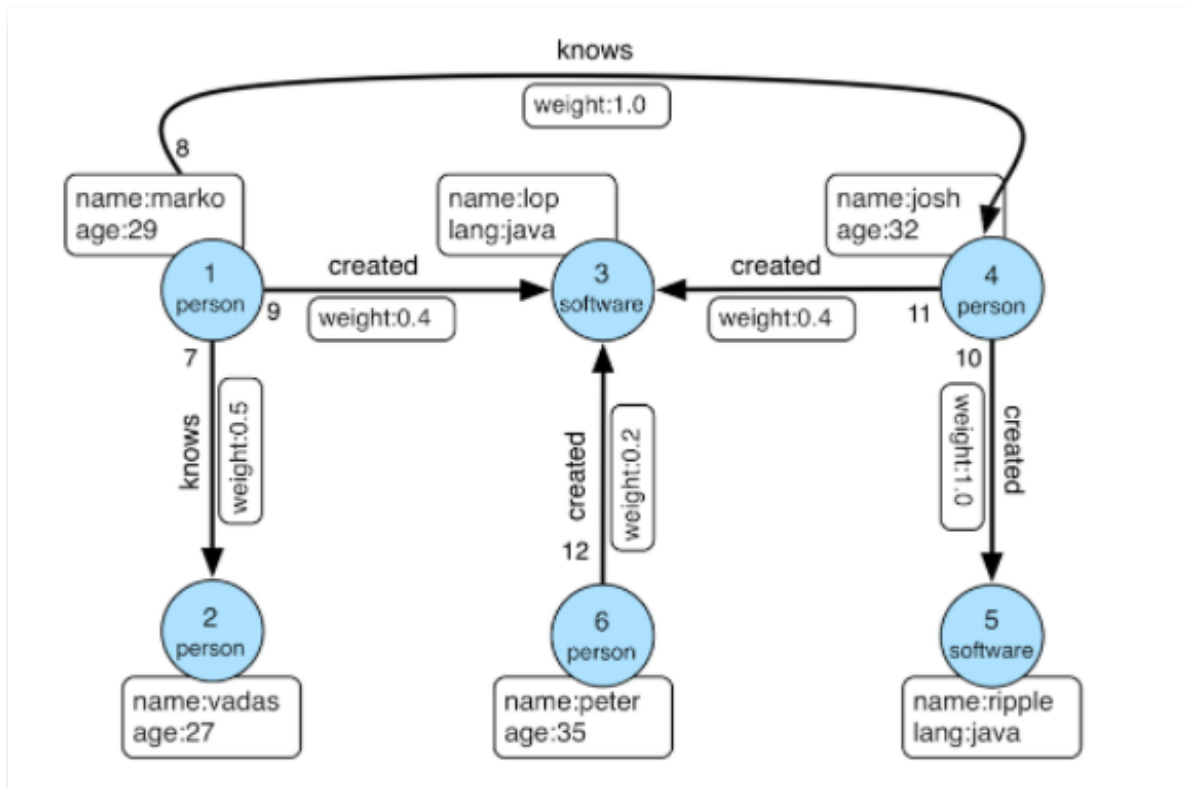 knows
weight:1.0
8
name:marko
age:29
name:lop
lang:java
name:josh
age:32
1
person
created
9
weight:0.4
3
software
created
weight:0.4
11
4
person
7
knows
weight:0.5
created
weight:0.2
12
10
weight:1.0
created
2
person
name:vadas
age:27
6
person
name:peter
age:35
5
software
name:ripple
lang:java